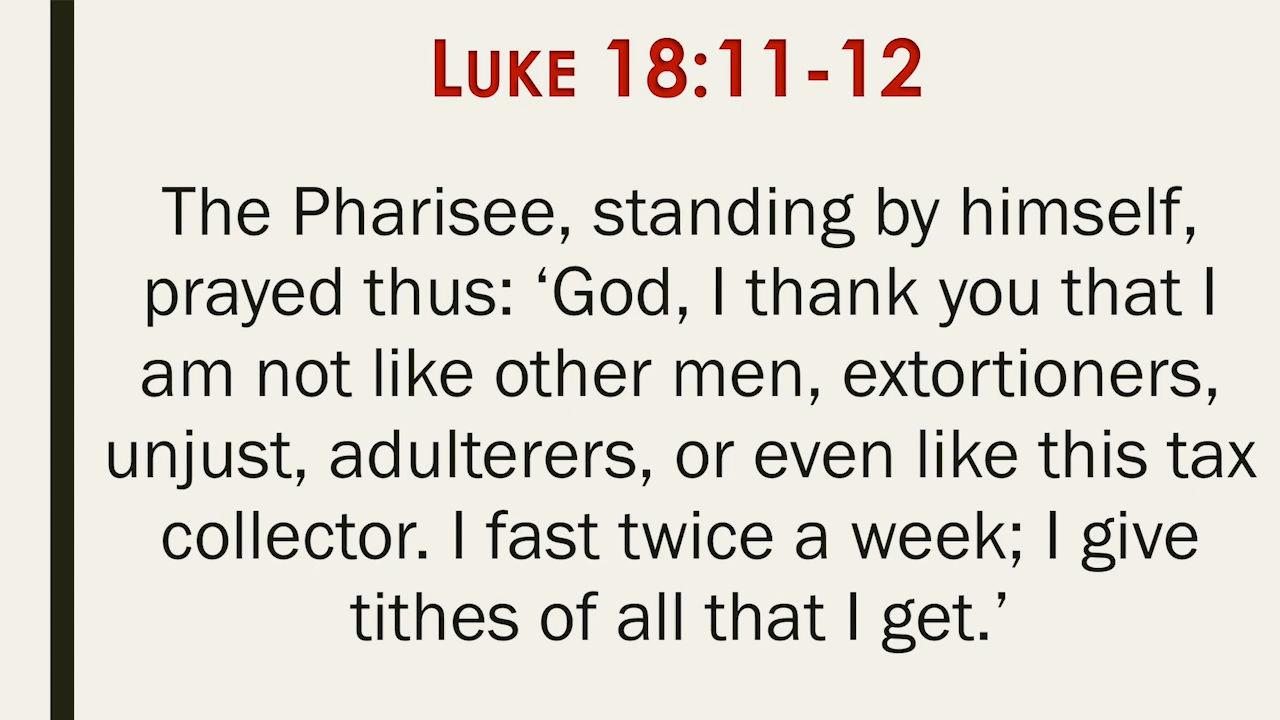 Luke 18:11-12
The Pharisee, standing by himself,
prayed thus: ‘God, I thank you that I
am not like other men, extortioners,
unjust, adulterers, or even like this tax
collector. I fast twice a week; I give
tithes of all that I get.’